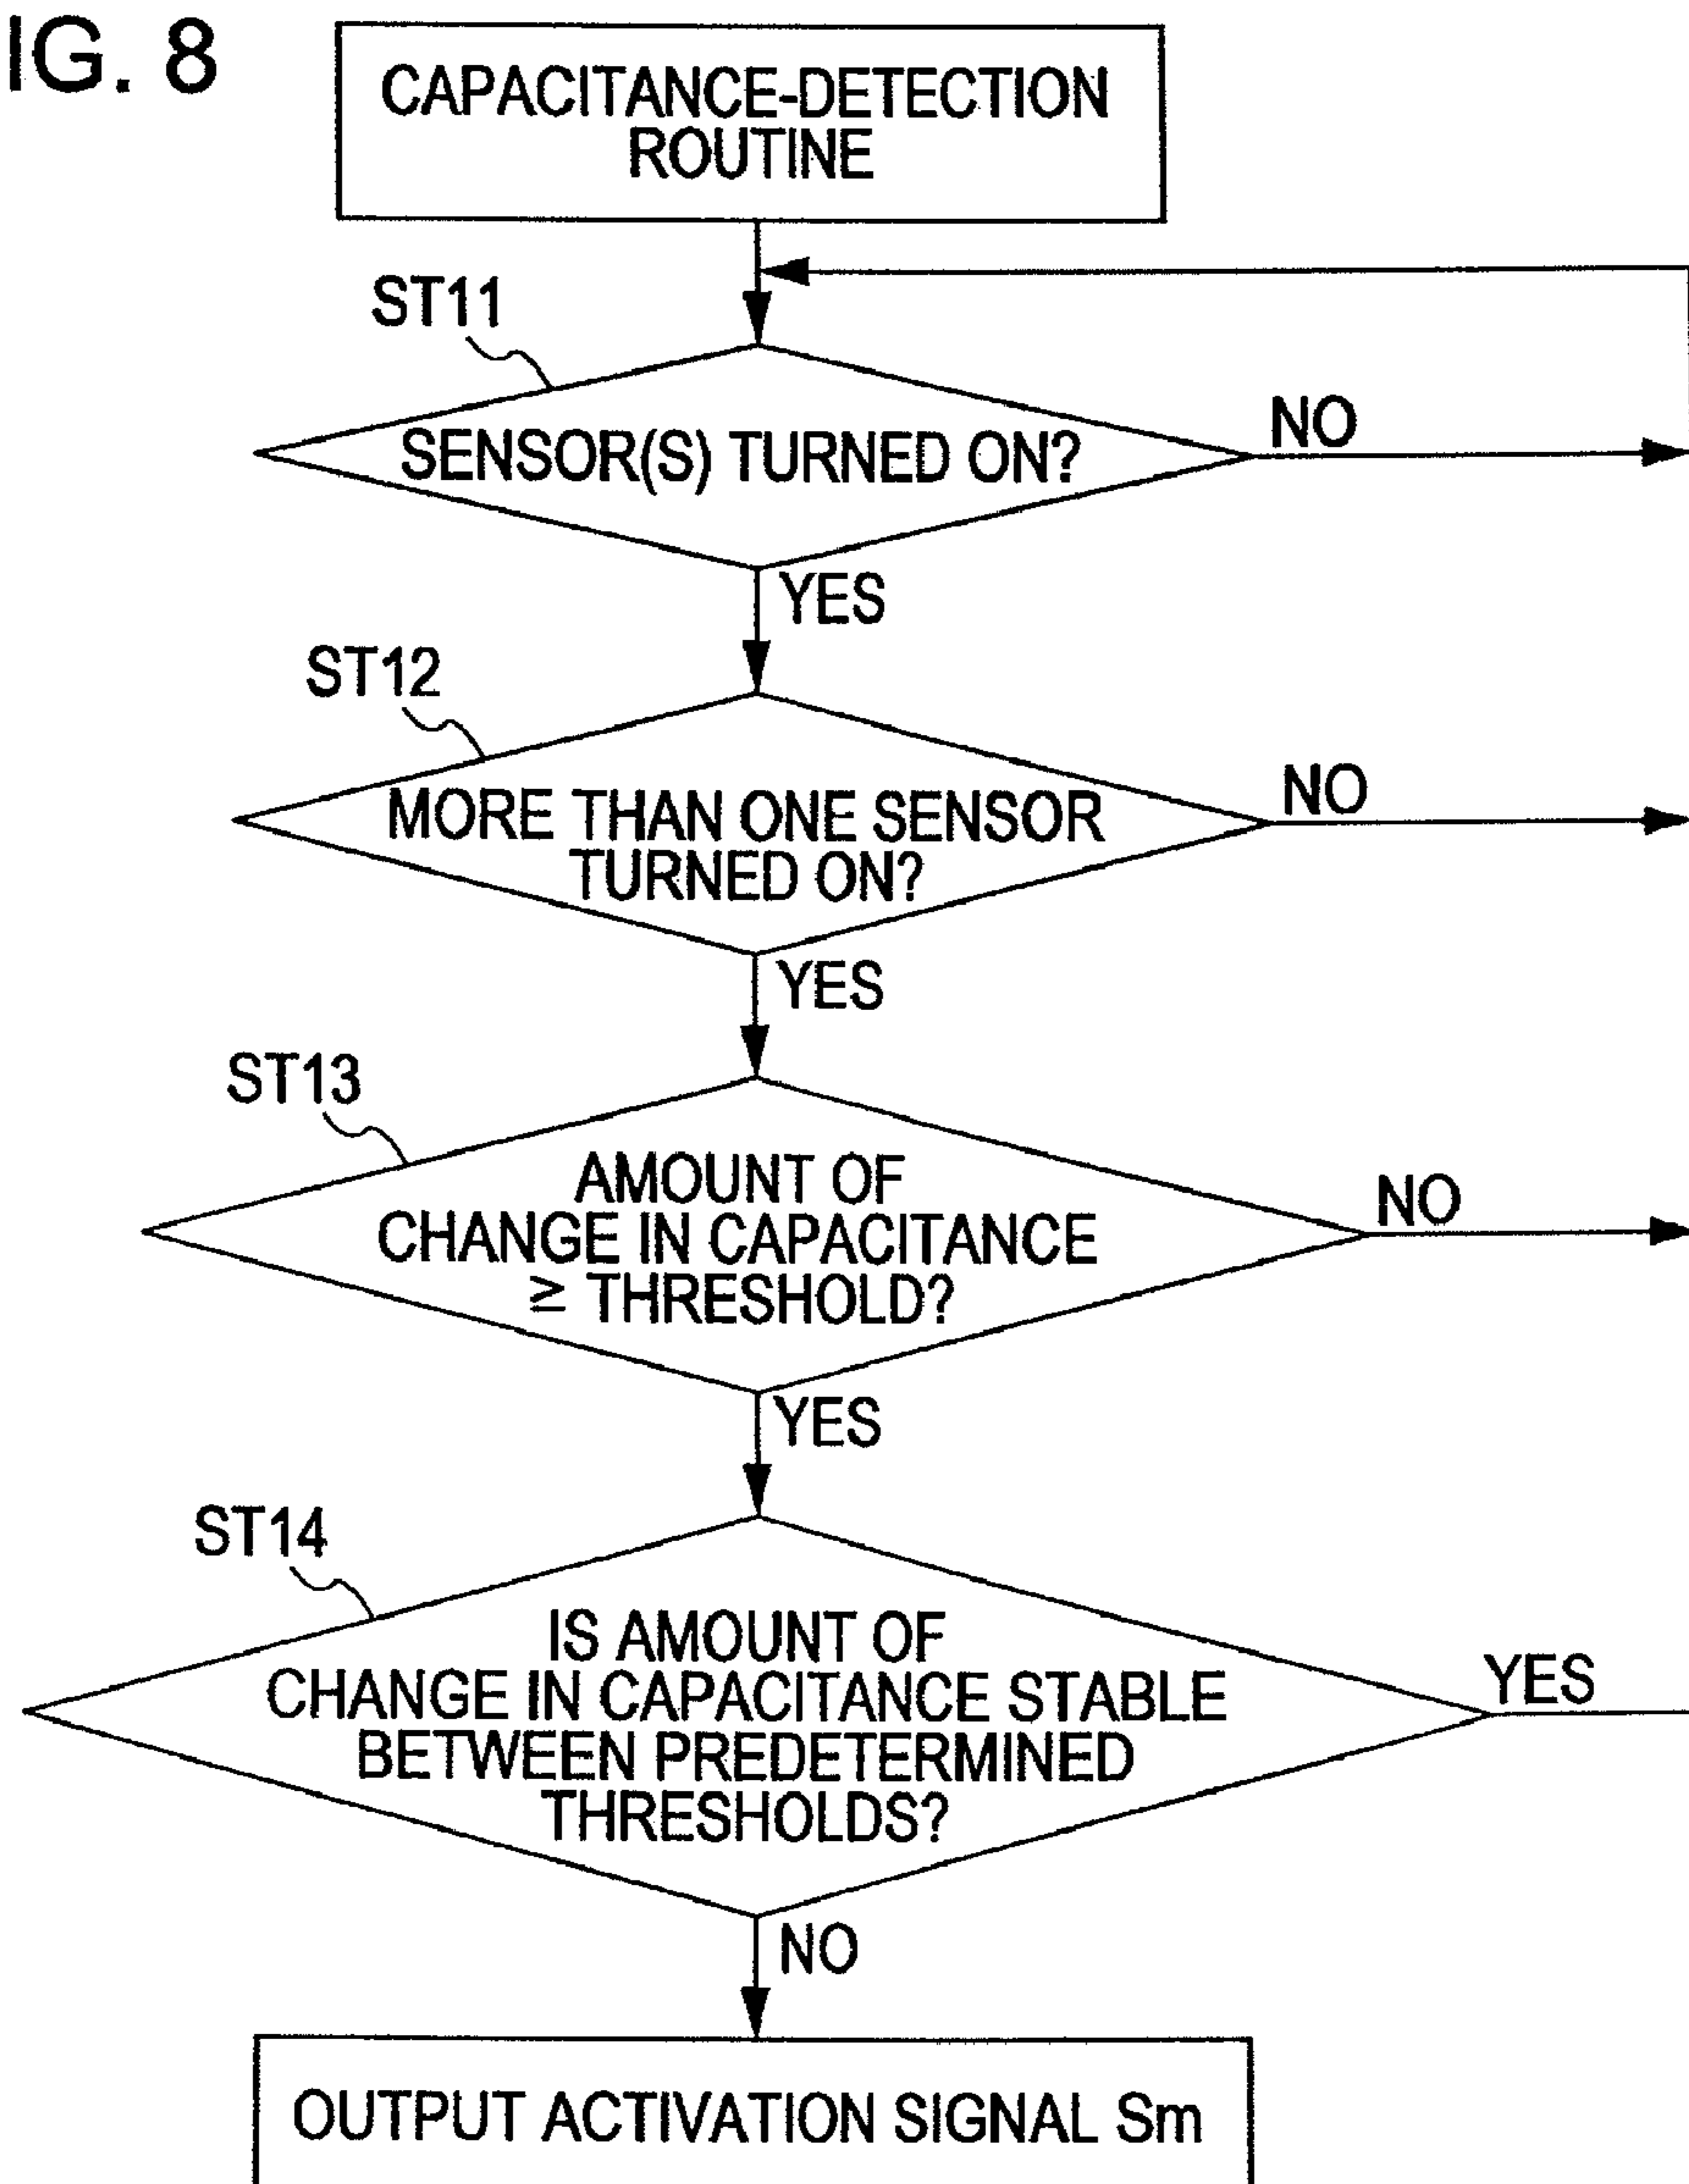 IG. 8
CAPACITANCE-DETECTION
ROUTINE
ST11
SENSOR(S) TURNED ON?
NO
YES
ST12
MORE THAN ONE SENSOR
TURNED ON?
NO
YES
ST13
AMOUNT OF
CHANGE IN CAPACITANCE
≥ THRESHOLD?
NO
YES
ST14
IS AMOUNT OF
CHANGE IN CAPACITANCE STABLE
BETWEEN PREDETERMINED
THRESHOLDS?
YES
NO
OUTPUT ACTIVATION SIGNAL Sm